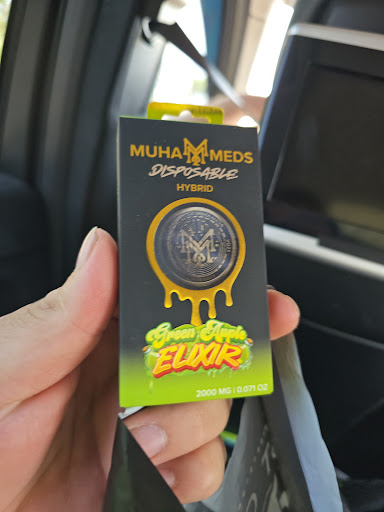 MUHA MEDS
DISPOSABLE
HYBRID
Green Apple
ELIXIR
2000 MG | 0.071 OZ